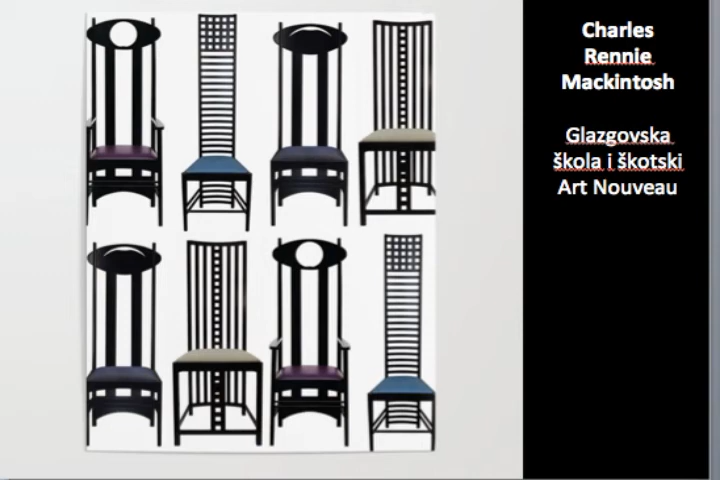 Charles
Rennie
Mackintosh
Glazgovska
škola i škotski
Art Nouveau